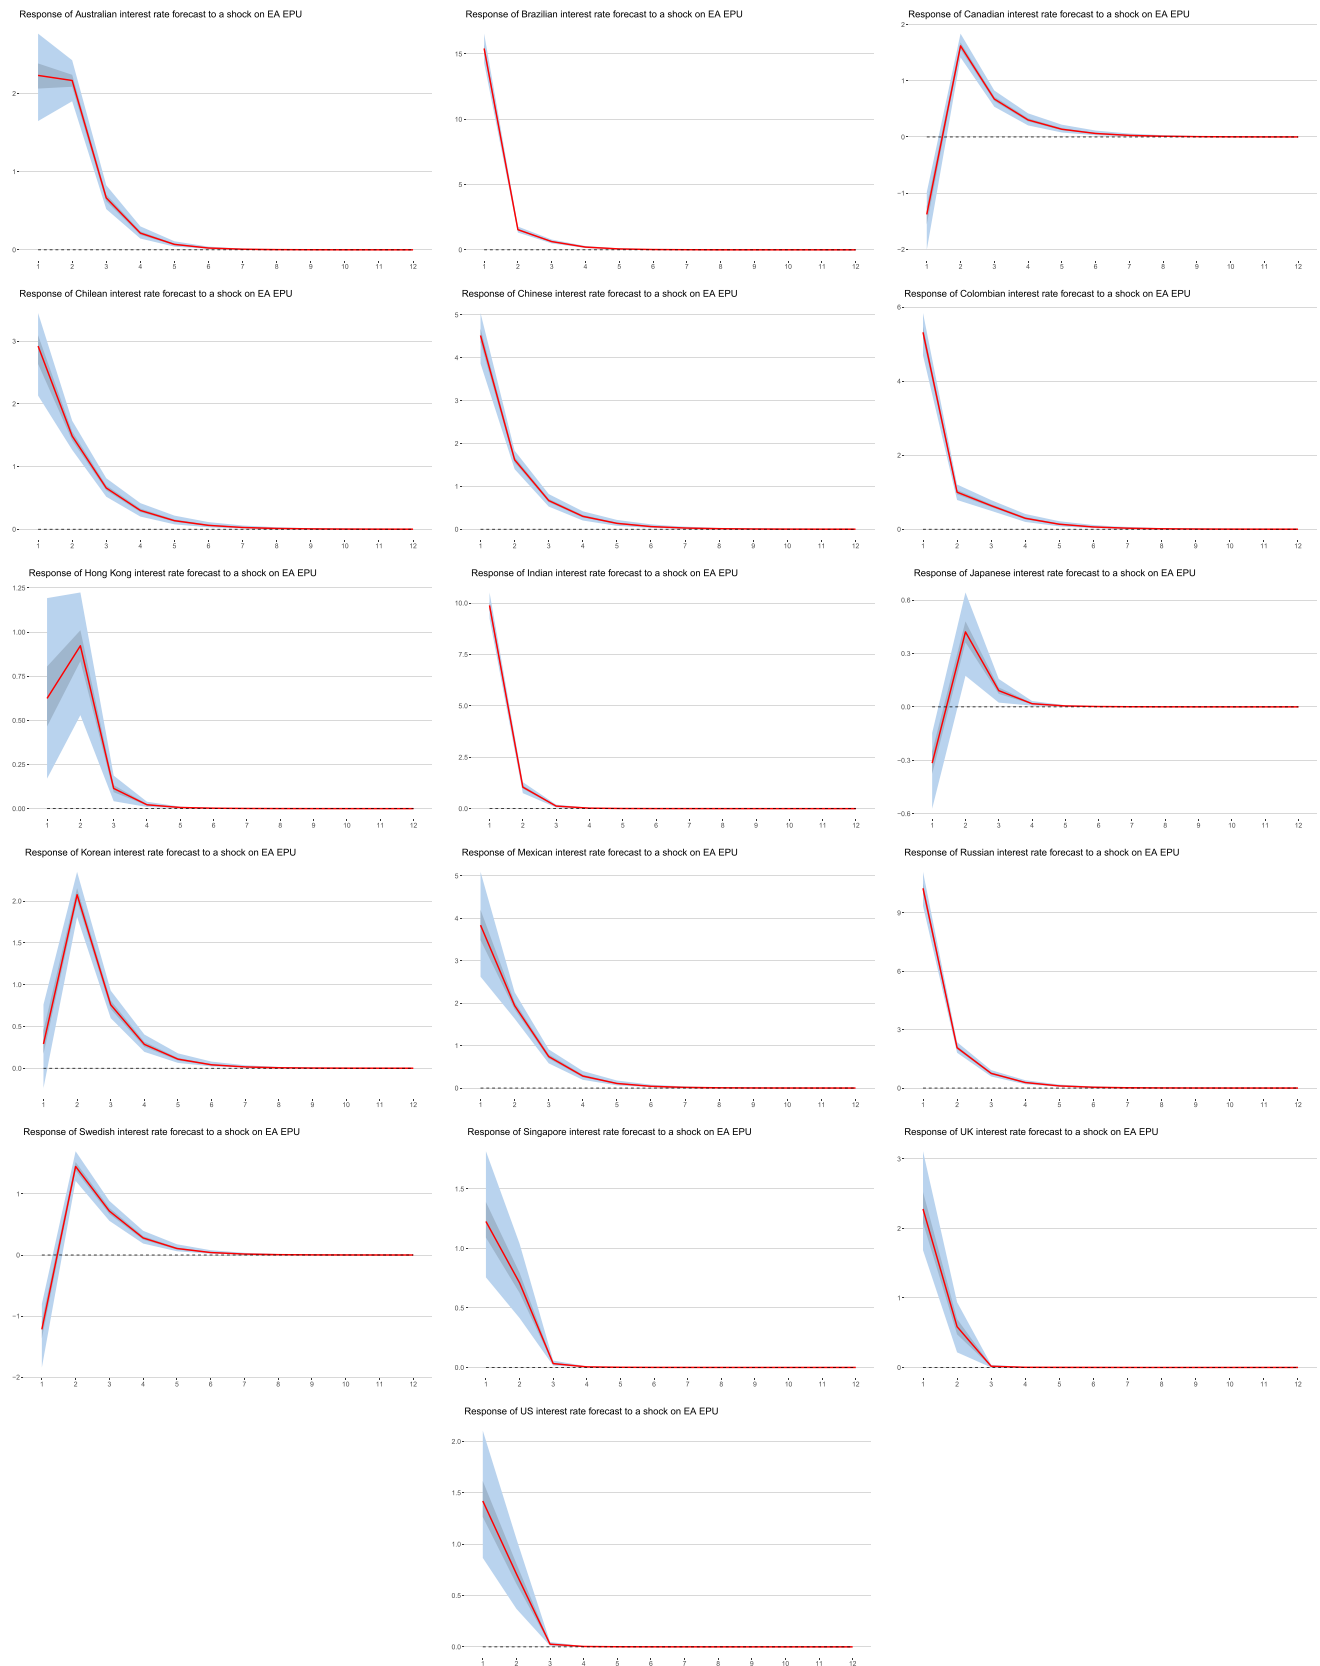 Response of Australian interest rate forecast to a shock on EA EPU
2
1
0
1 2 3 4 5 6 7 8 9 10 11 12
Response of Brazilian interest rate forecast to a shock on EA EPU
15
10
5
0
1 2 3 4 5 6 7 8 9 10 11 12
Response of Canadian interest rate forecast to a shock on EA EPU
2
1
0
−1
−2
1 2 3 4 5 6 7 8 9 10 11 12
Response of Chilean interest rate forecast to a shock on EA EPU
3
2
1
0
1 2 3 4 5 6 7 8 9 10 11 12
Response of Chinese interest rate forecast to a shock on EA EPU
5
4
3
2
1
0
1 2 3 4 5 6 7 8 9 10 11 12
Response of Colombian interest rate forecast to a shock on EA EPU
6
4
2
0
1 2 3 4 5 6 7 8 9 10 11 12
Response of Hong Kong interest rate forecast to a shock on EA EPU
1.25
1.00
0.75
0.50
0.25
0.00
1 2 3 4 5 6 7 8 9 10 11 12
Response of Indian interest rate forecast to a shock on EA EPU
10.0
7.5
5.0
2.5
0.0
1 2 3 4 5 6 7 8 9 10 11 12
Response of Japanese interest rate forecast to a shock on EA EPU
0.6
0.3
0.0
−0.3
−0.6
1 2 3 4 5 6 7 8 9 10 11 12
Response of Korean interest rate forecast to a shock on EA EPU
2.0
1.5
1.0
0.5
0.0
1 2 3 4 5 6 7 8 9 10 11 12
Response of Mexican interest rate forecast to a shock on EA EPU
5
4
3
2
1
0
1 2 3 4 5 6 7 8 9 10 11 12
Response of Russian interest rate forecast to a shock on EA EPU
9
6
3
0
1 2 3 4 5 6 7 8 9 10 11 12
Response of Swedish interest rate forecast to a shock on EA EPU
1
0
−1
−2
1 2 3 4 5 6 7 8 9 10 11 12
Response of Singapore interest rate forecast to a shock on EA EPU
1.5
1.0
0.5
0.0
1 2 3 4 5 6 7 8 9 10 11 12
Response of UK interest rate forecast to a shock on EA EPU
3
2
1
0
1 2 3 4 5 6 7 8 9 10 11 12
Response of US interest rate forecast to a shock on EA EPU
2.0
1.5
1.0
0.5
0.0
1 2 3 4 5 6 7 8 9 10 11 12